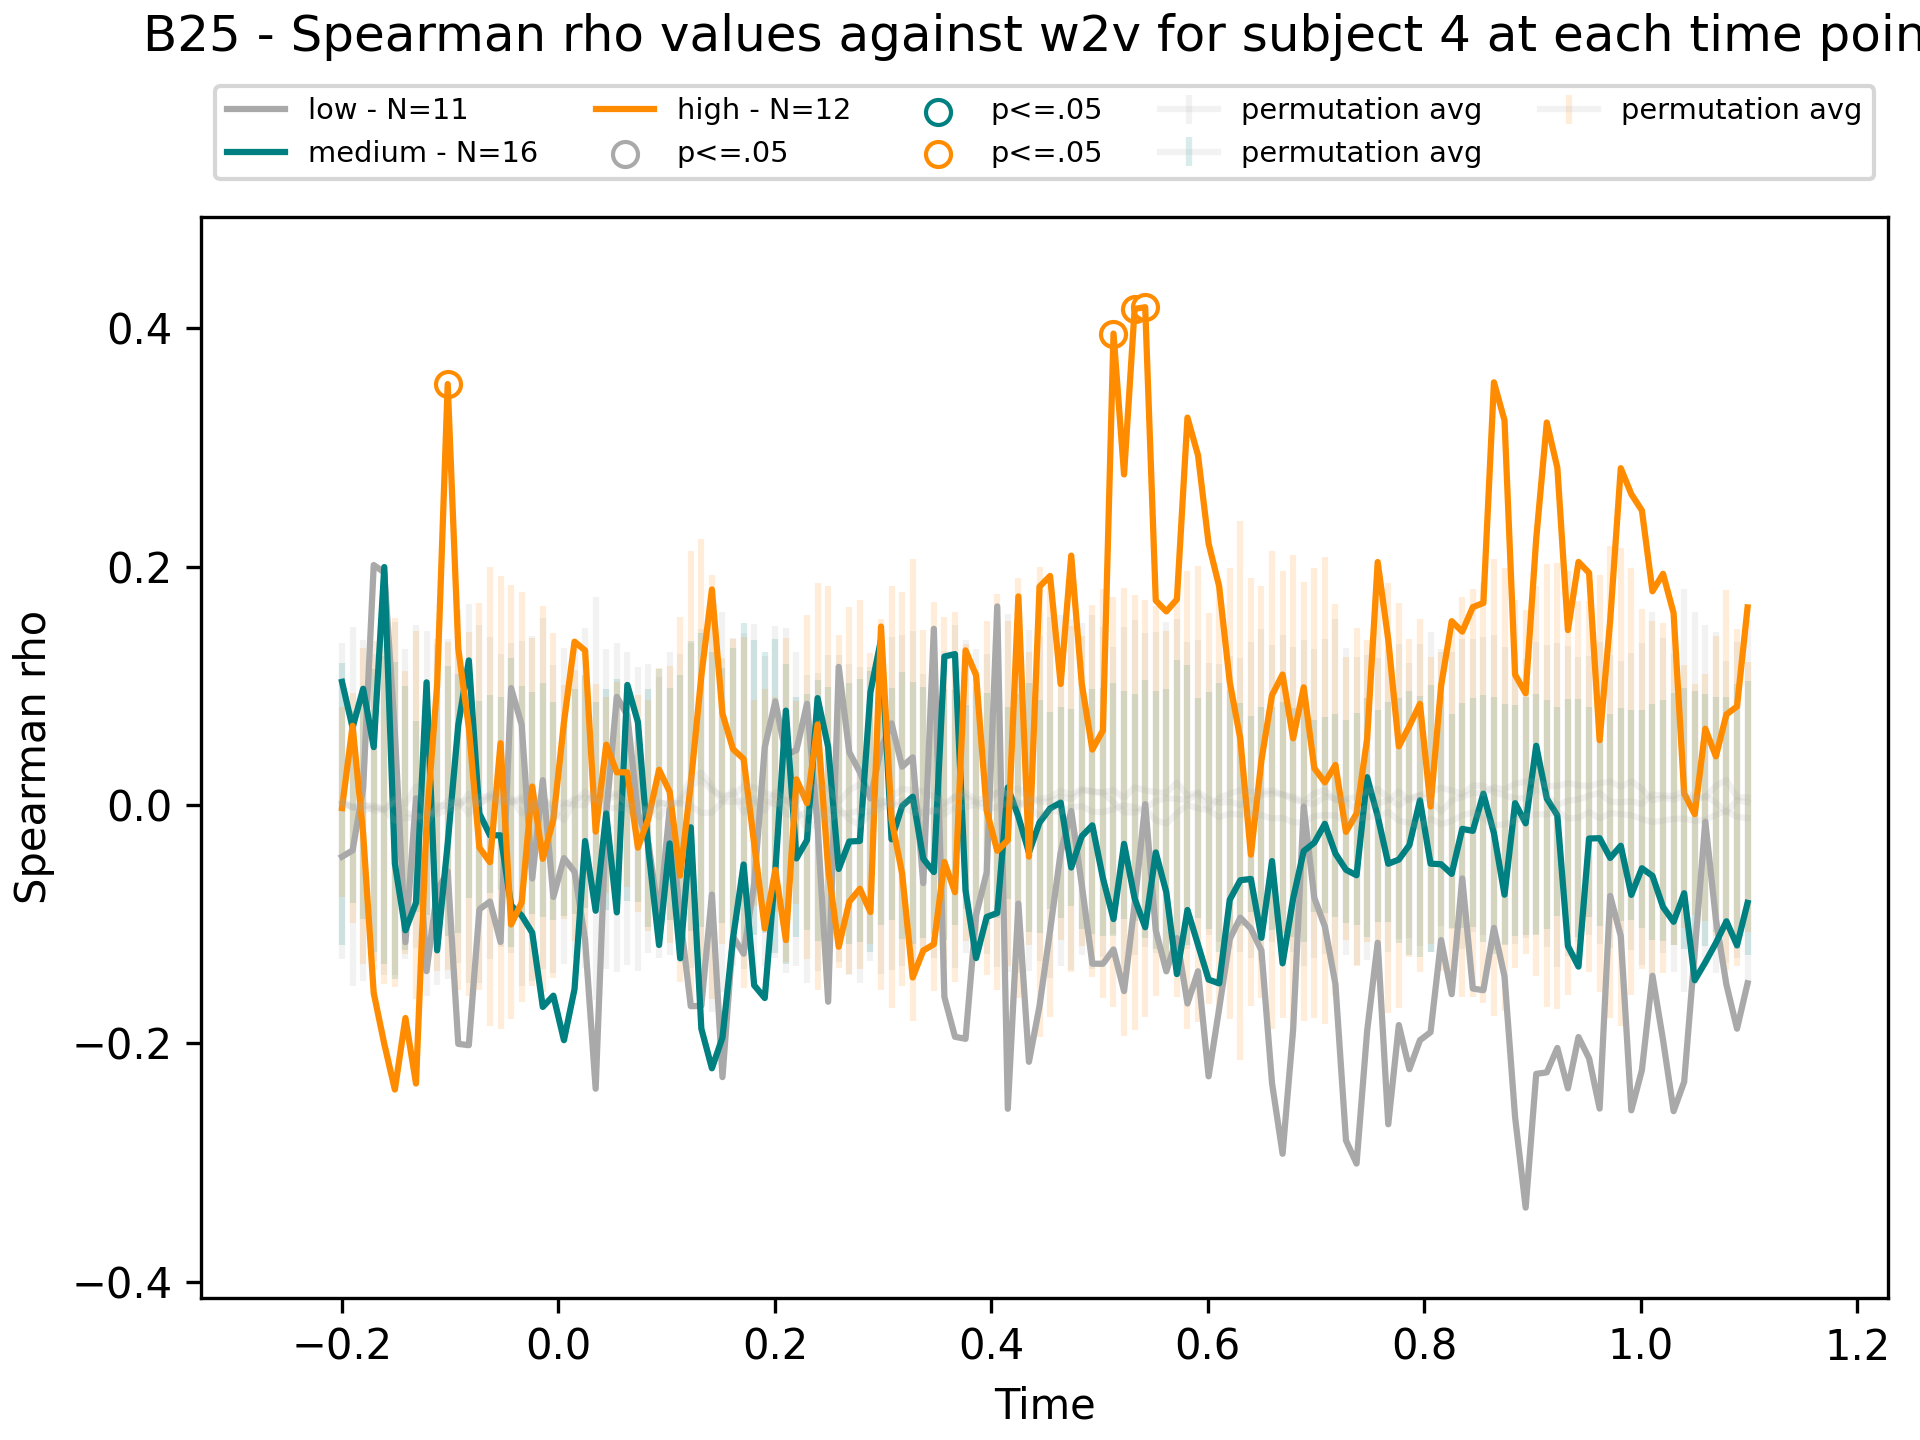 B25 - Spearman rho values against w2v for subject 4 at each time poin
low - N=11
medium - N=16
high - N=12
p<=.05
p<=.05
p<=.05
permutation avg
permutation avg
permutation avg
Spearman rho
0.4
0.2
0.0
−0.2
−0.4
−0.2 0.0 0.2 0.4 0.6 0.8 1.0 1.2
Time